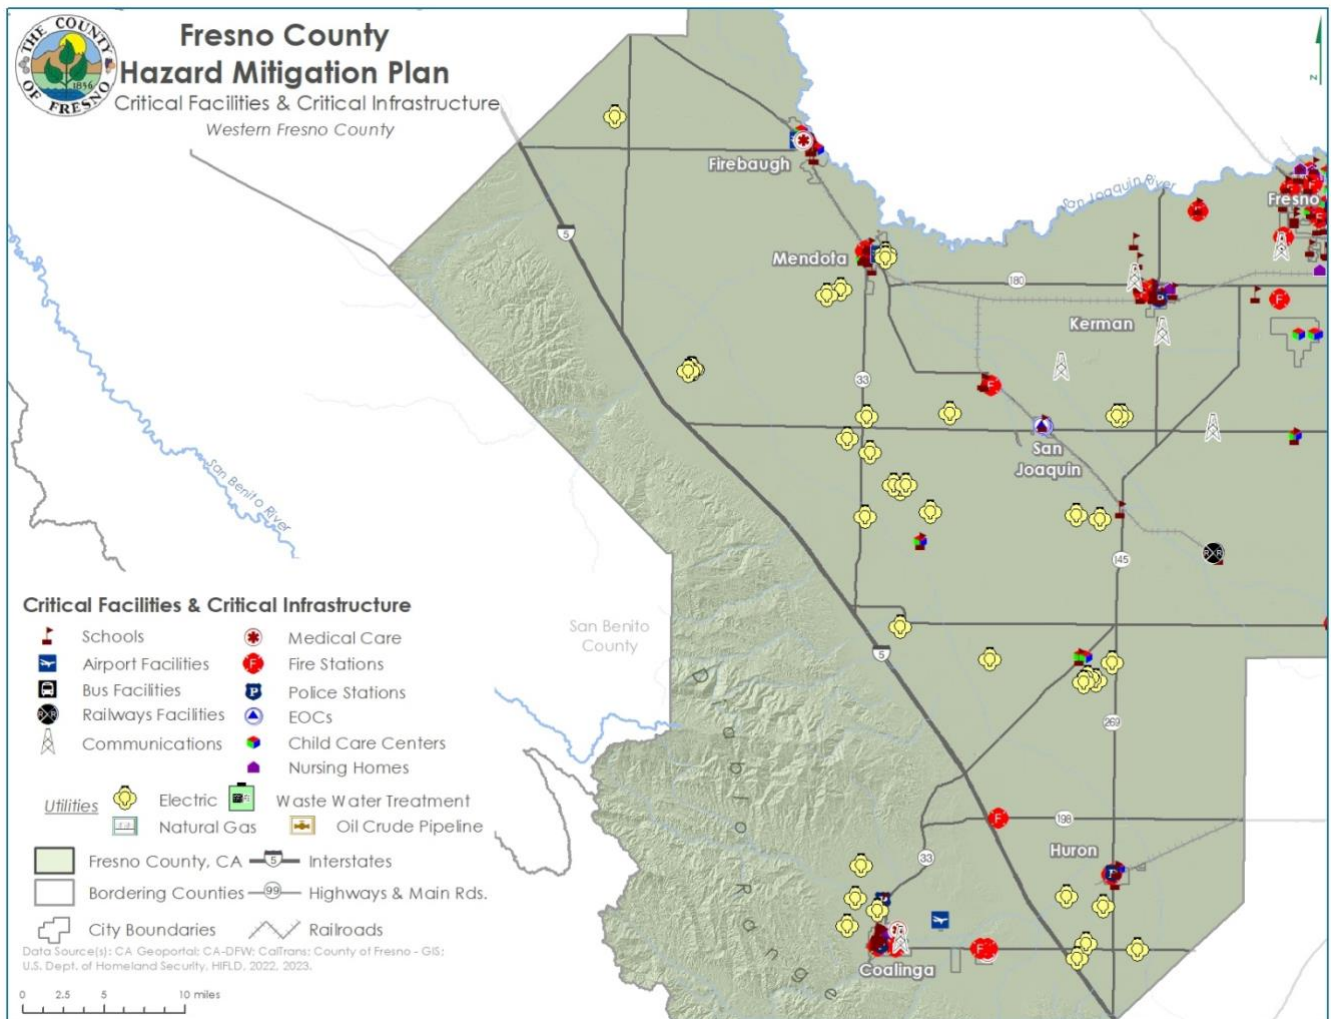 THE COUNTY
OF FRESNO
1856
Fresno County
Hazard Mitigation Plan
Critical Facilities & Critical Infrastructure
Western Fresno County
N
Firebaugh
San Joaquin River
Fresno
5
Mendota
180
Kerman
33
San
Joaquin
San Benito River
145
San Benito
County
5
269
Diablo Range
198
33
Huron
Coalinga
Critical Facilities & Critical Infrastructure
Schools
Medical Care
Airport Facilities
Fire Stations
Bus Facilities
Police Stations
Railways Facilities
EOCs
Communications
Child Care Centers
Nursing Homes
Utilities
Electric
Waste Water Treatment
Natural Gas
Oil Crude Pipeline
Fresno County, CA
5
Interstates
Bordering Counties
99
Highways & Main Rds.
City Boundaries
Railroads
Data Source(s): CA Geoportal; CA-DFW; CalTrans; County of Fresno - GIS;
U.S. Dept. of Homeland Security, HIFLD, 2022, 2023.
0 2.5 5 10 miles